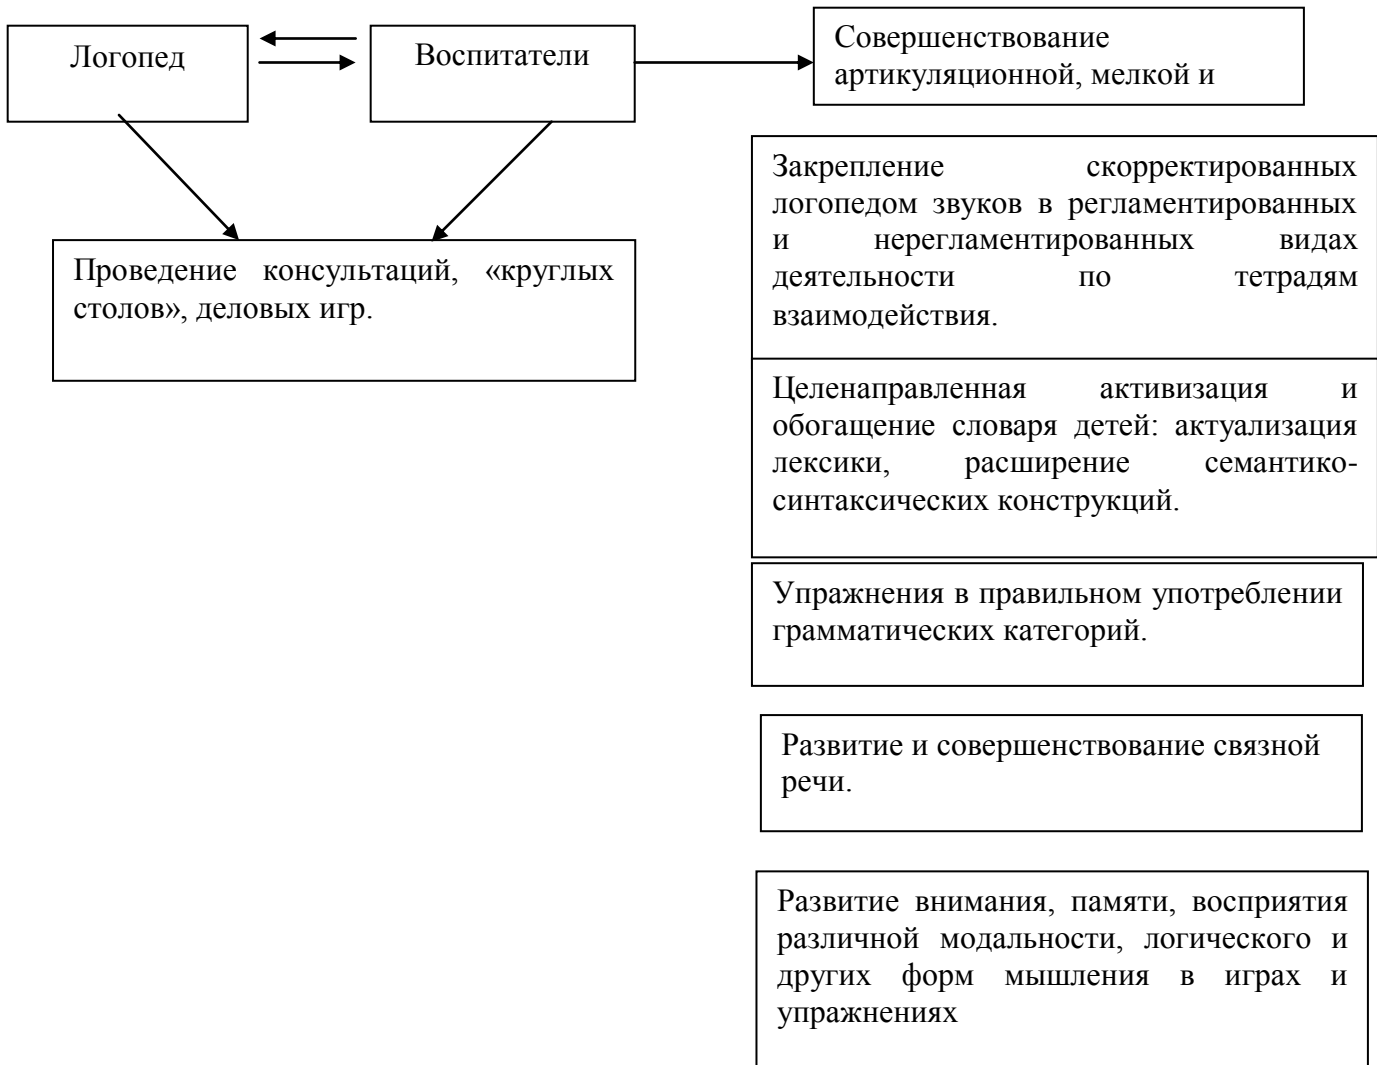 Логопед
Воспитатели
Совершенствование
артикуляционной, мелкой и
Закрепление скорректированных
логопедом звуков в регламентированных
и нерегламентированных видах
деятельности по тетрадям
взаимодействия.
Проведение консультаций, «круглых
столов», деловых игр.
Целенаправленная активизация и
обогащение словаря детей: актуализация
лексики, расширение семантико-
синтаксических конструкций.
Упражнения в правильном употреблении
грамматических категорий.
Развитие и совершенствование связной
речи.
Развитие внимания, памяти, восприятия
различной модальности, логического и
других форм мышления в играх и
упражнениях